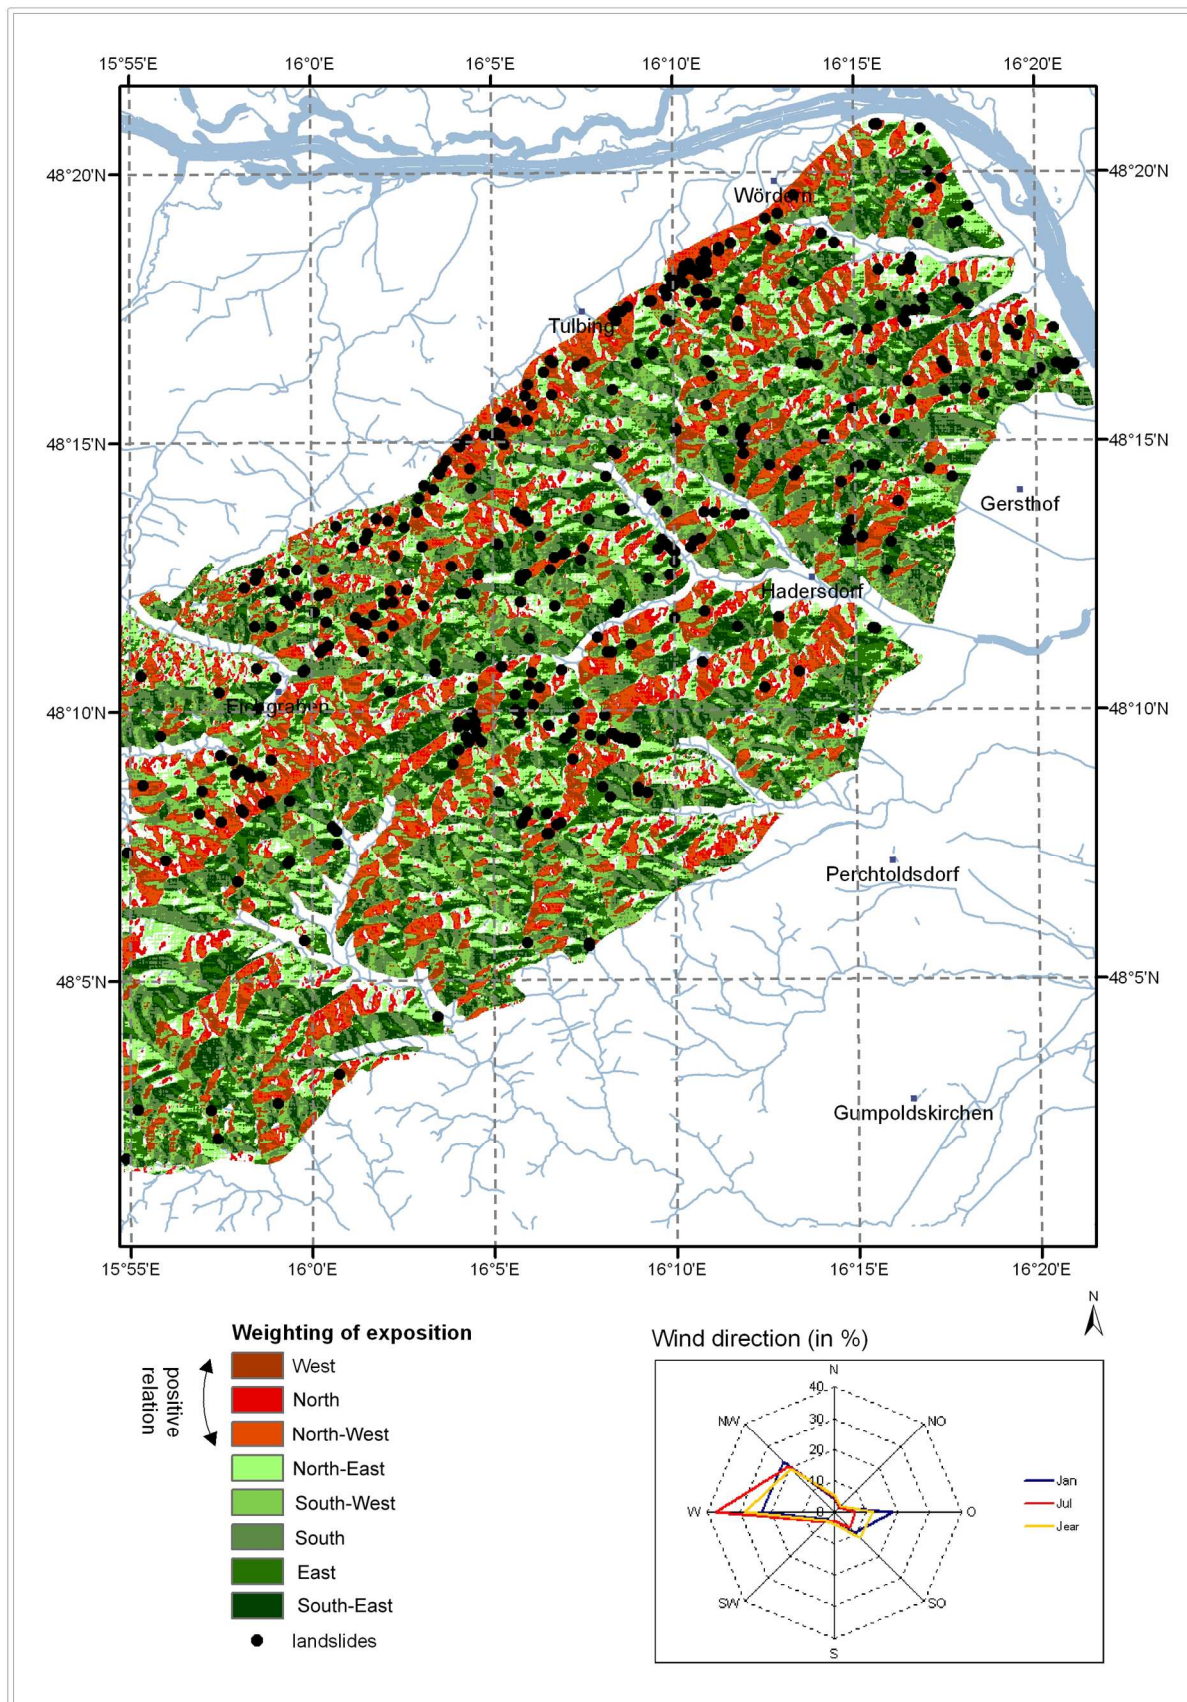 15°55'E 16°0'E 16°5'E 16°10'E 16°15'E 16°20'E
48°20'N 48°20'N
Wördern
Tulbing
48°15'N 48°15'N
Gersthof
Hadersdorf
48°10'N 48°10'N
Perchtoldsdorf
48°5'N 48°5'N
Gumpoldskirchen
15°55'E 16°0'E 16°5'E 16°10'E 16°15'E 16°20'E
N
Weighting of exposition
positive
relation
West
North
North-West
North-East
South-West
South
East
South-East
landslides
Wind direction (in %)
N
40
NW 30 NO
20
10
W 0 O
SW SO
S
Jan
Jul
Jear